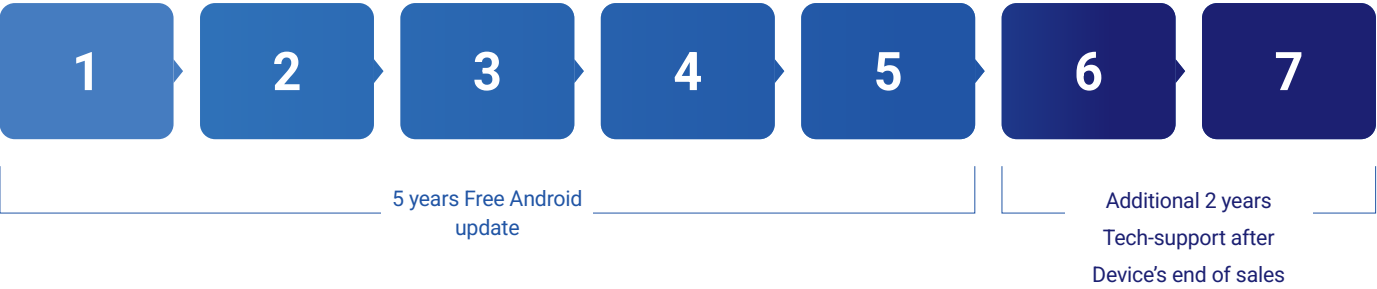 1 2 3 4 5 6 7
5 years Free Android
update
Additional 2 years
Tech-support after
Device's end of sales